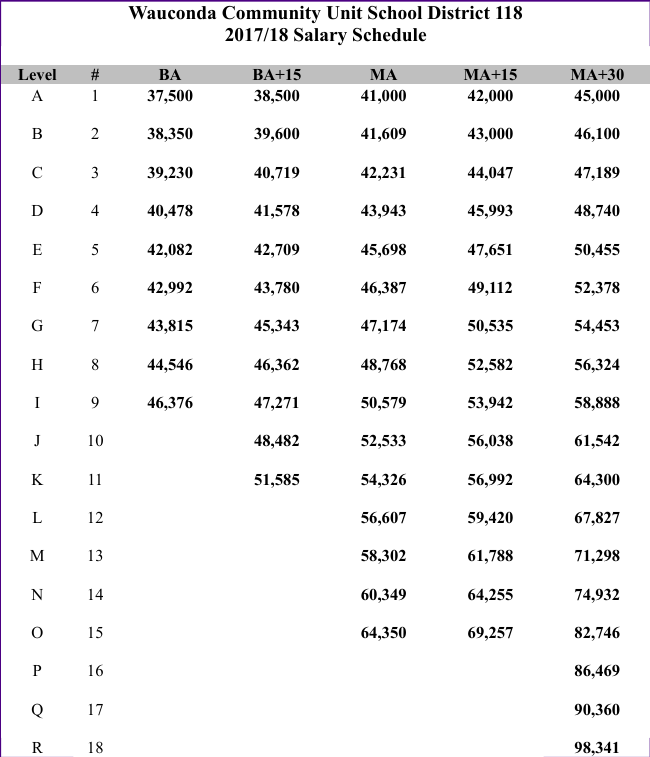 Wauconda Community Unit School District 118
2017/18 Salary Schedule
Level # BA BA+15 MA MA+15 MA+30
A 1 37,500 38,500 41,000 42,000 45,000
B 2 38,350 39,600 41,609 43,000 46,100
C 3 39,230 40,719 42,231 44,047 47,189
D 4 40,478 41,578 43,943 45,993 48,740
E 5 42,082 42,709 45,698 47,651 50,455
F 6 42,992 43,780 46,387 49,112 52,378
G 7 43,815 45,343 47,174 50,535 54,453
H 8 44,546 46,362 48,768 52,582 56,324
I 9 46,376 47,271 50,579 53,942 58,888
J 10 48,482 52,533 56,038 61,542
K 11 51,585 54,326 56,992 64,300
L 12 56,607 59,420 67,827
M 13 58,302 61,788 71,298
N 14 60,349 64,255 74,932
O 15 64,350 69,257 82,746
P 16 86,469
Q 17 90,360
R 18 98,341